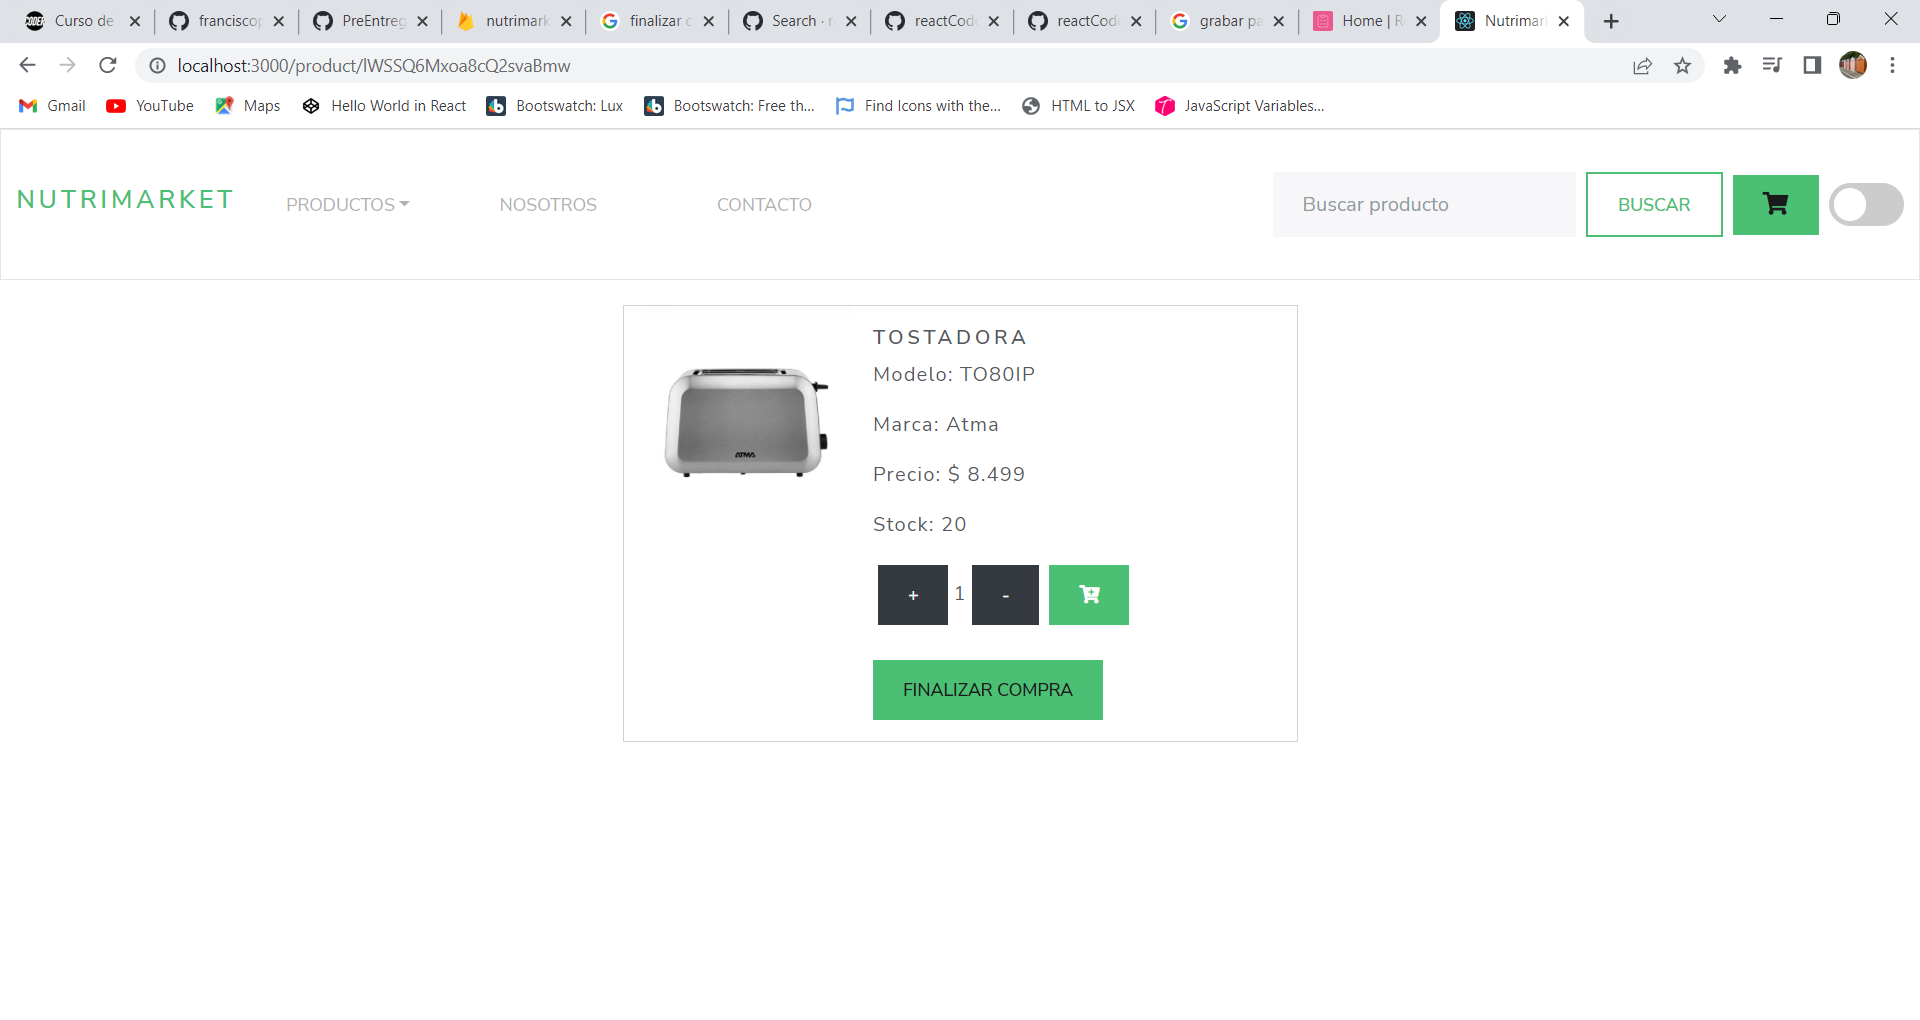 Curso de
francisco
PreEntreg
nutrimark
finalizar c
Search · r
reactCod
reactCod
grabar pa
Home | R
Nutrimar
localhost:3000/product/lWSSQ6Mxoa8cQ2svaBmw
Gmail YouTube Maps Hello World in React Bootswatch: Lux Bootswatch: Free th... Find Icons with the... HTML to JSX JavaScript Variables...
NUTRIMARKET PRODUCTOS NOSOTROS CONTACTO Buscar producto BUSCAR
TOSTADORA
Modelo: TO80IP
Marca: Atma
ATMA
Precio: $ 8.499
Stock: 20
+ 1 -
FINALIZAR COMPRA